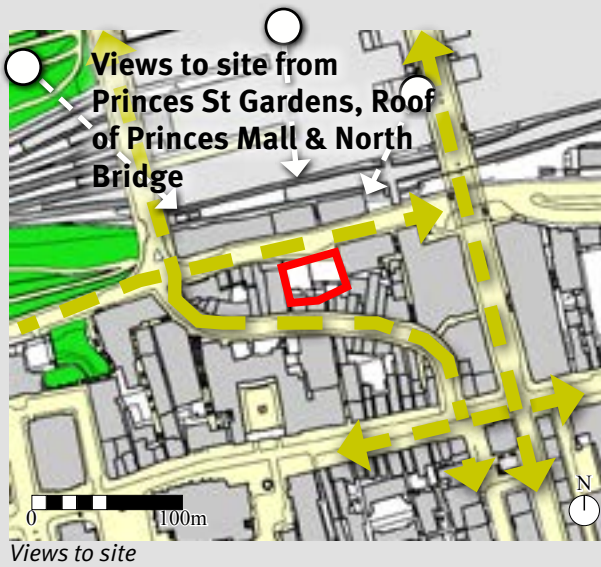 Views to site from
Princes St Gardens, Roof
of Princes Mall & North
Bridge
N
0 100m
Views to site